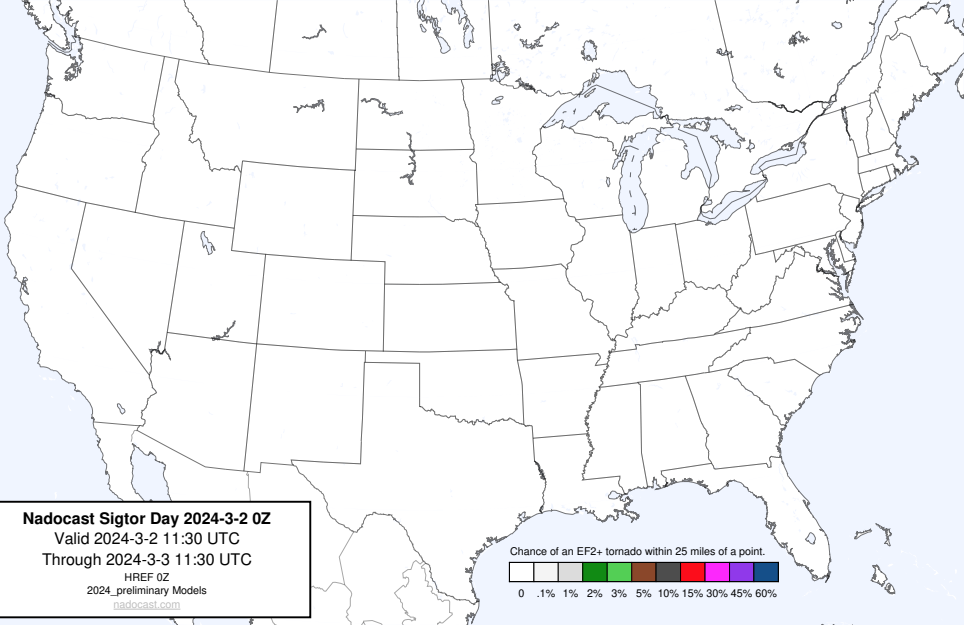 Nadocast Sigtor Day 2024-3-2 0Z
Valid 2024-3-2 11:30 UTC
Through 2024-3-3 11:30 UTC
HREF 0Z
2024_preliminary Models
nadocast.com
Chance of an EF2+ tornado within 25 miles of a point.
0 .1% 1% 2% 3% 5% 10% 15% 30% 45% 60%